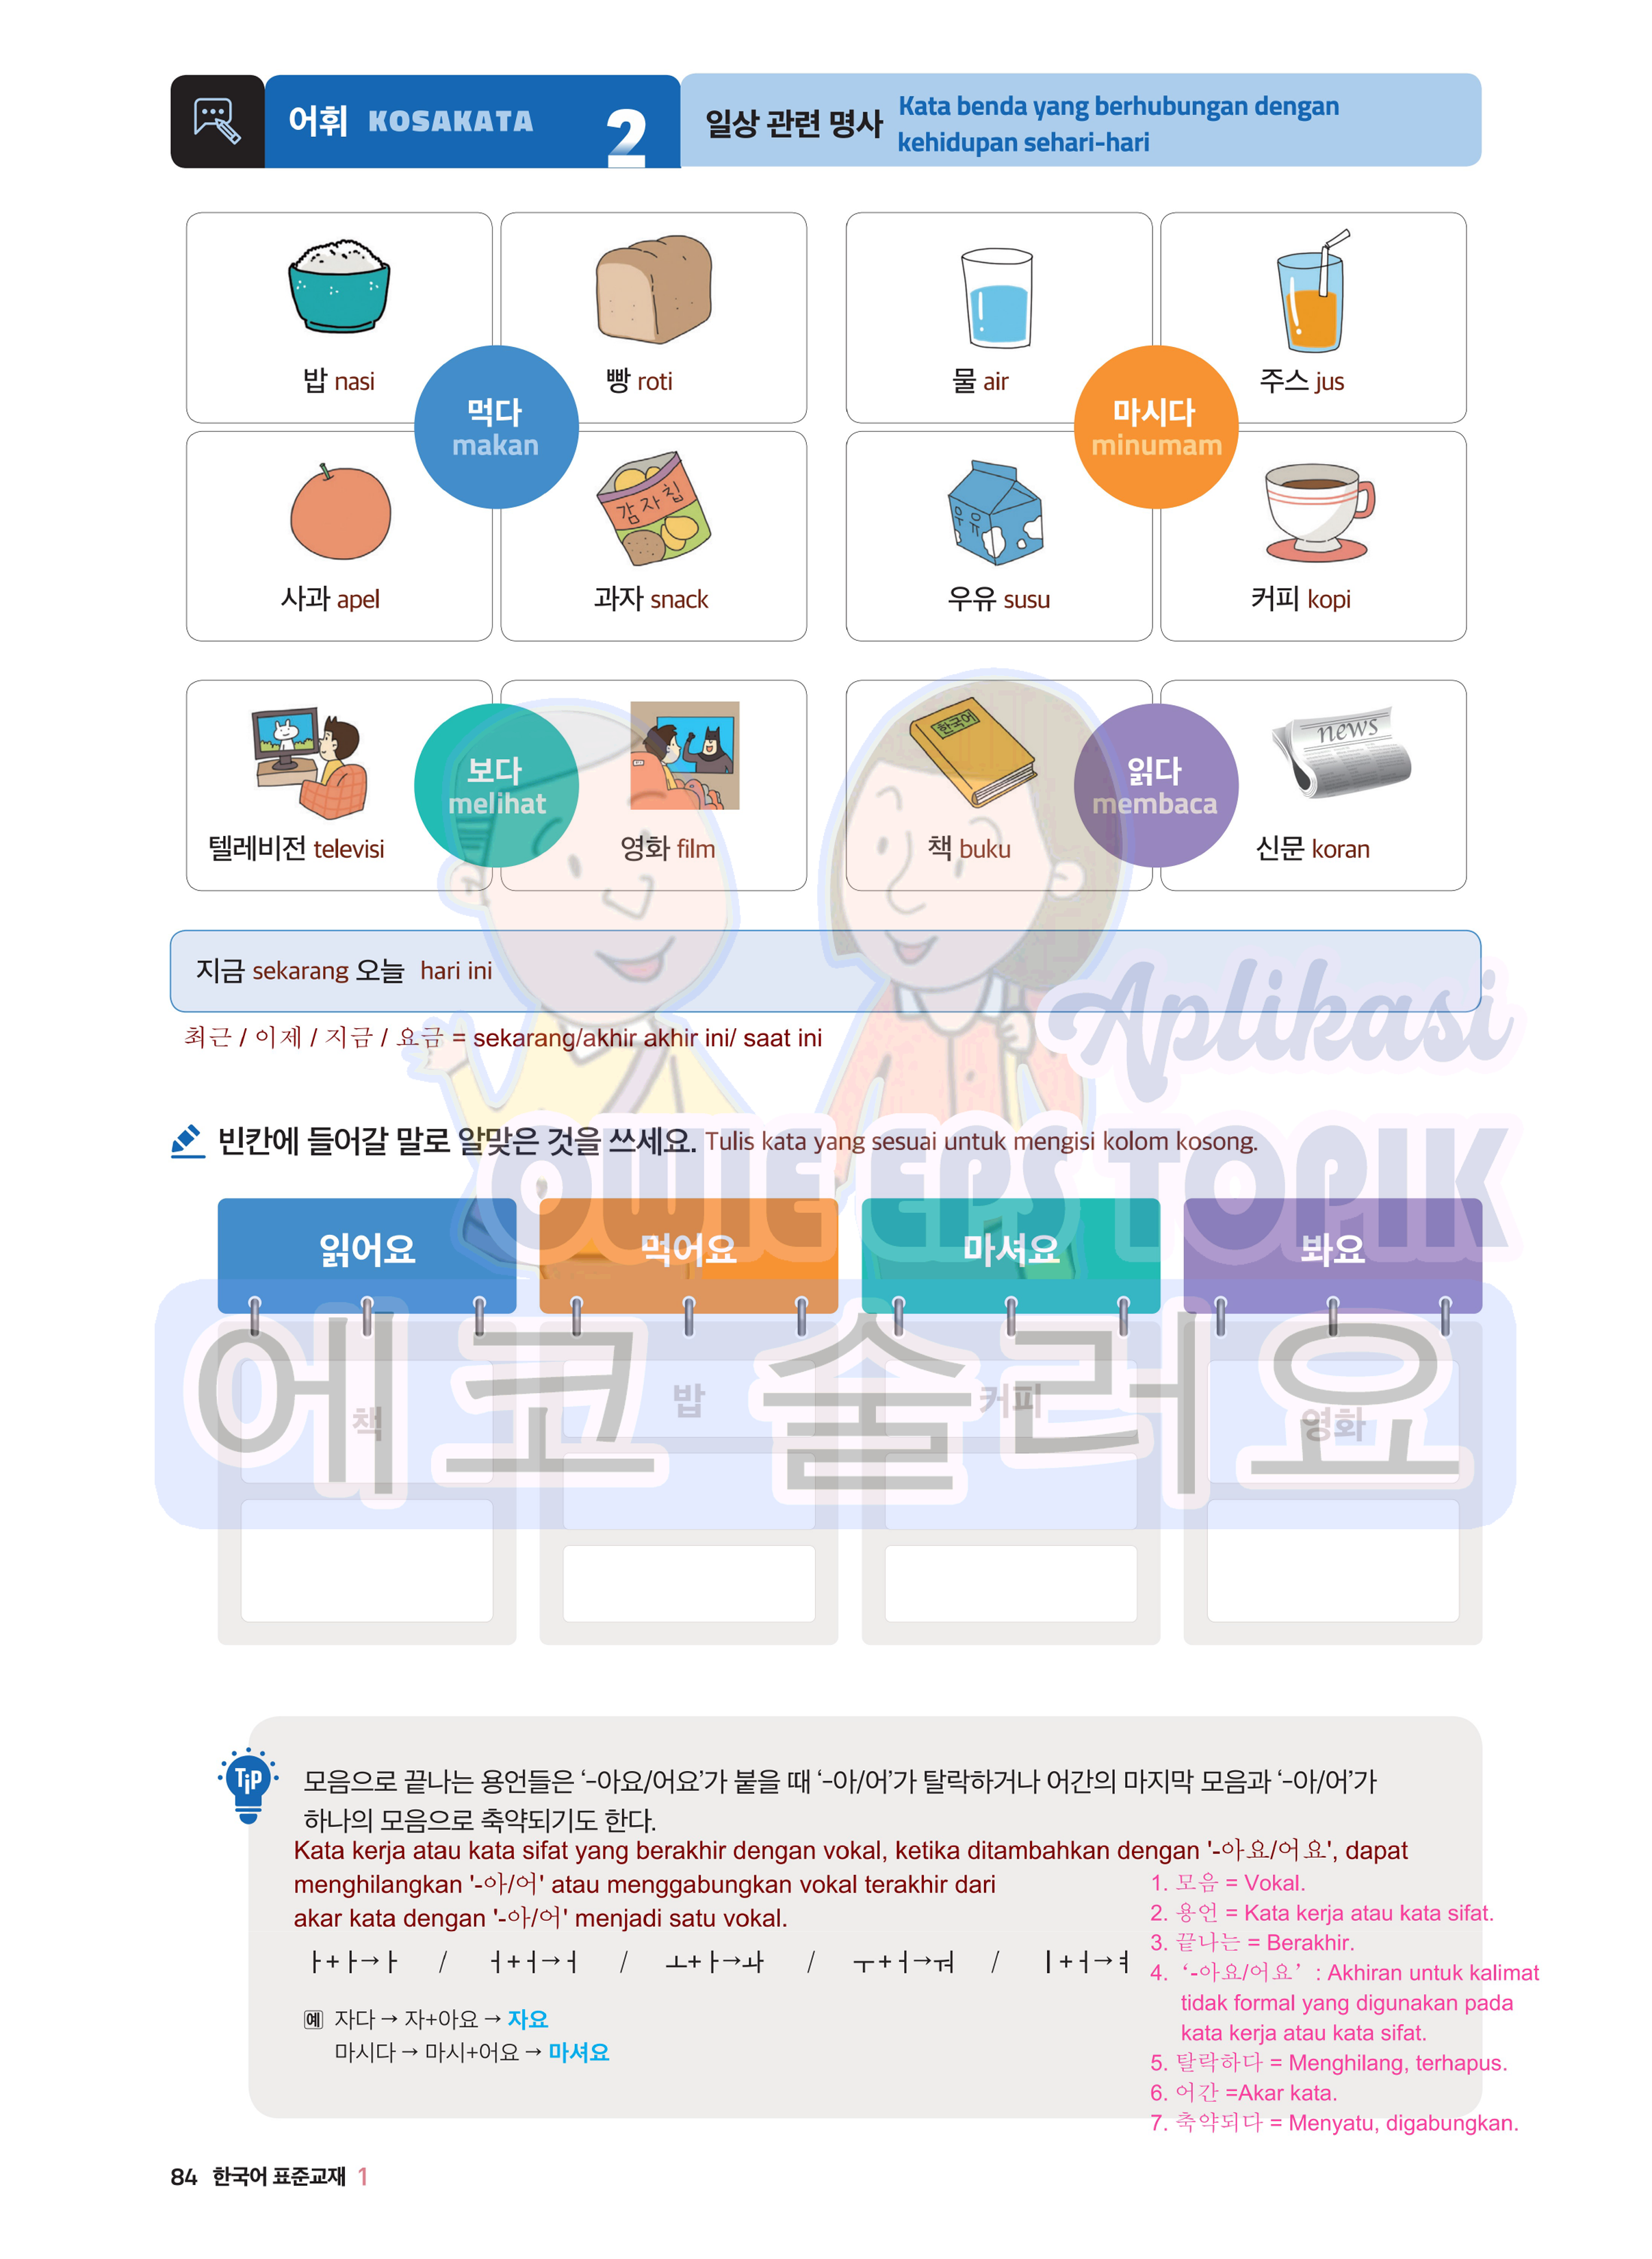 어휘 KOSAKATA 2
일상 관련 명사 Kata benda yang berhubungan dengan
kehidupan sehari-hari
밥 nasi
빵 roti
먹다
makan
사과 apel
감자칩
과자 snack
물 air
주스 jus
마시다
minumam
우유
우유 susu
커피 kopi
텔레비전 televisi
보다
melihat
영화 film
한국어
책 buku
읽다
membaca
news
신문 koran
지금 sekarang 오늘 hari ini
최근 / 이제 / 지금 / 요금 = sekarang/akhir akhir ini/ saat ini
Aplikasi
빈칸에 들어갈 말로 알맞은 것을 쓰세요. Tulis kata yang sesuai untuk mengisi kolom kosong.
OWIE EPS TOPIK
읽어요 먹어요 마셔요 봐요
에코 슬러요
책 밥 커피 영화
TiP
모음으로 끝나는 용언들은 ‘-아요/어요’가 붙을 때 ‘-아/어’가 탈락하거나 어간의 마지막 모음과 ‘-아/어’가
하나의 모음으로 축약되기도 한다.
Kata kerja atau kata sifat yang berakhir dengan vokal, ketika ditambahkan dengan '-아요/어요', dapat
menghilangkan '-아/어' atau menggabungkan vokal terakhir dari
akar kata dengan '-아/어' menjadi satu vokal.
ㅏ+ㅏ→ㅏ / ㅓ+ㅓ→ㅓ / ㅗ+ㅏ→ㅘ / ㅜ+ㅓ→ㅝ / ㅣ+ㅓ→ㅕ
예 자다 → 자+아요 → 자요
마시다 → 마시+어요 → 마셔요
1. 모음 = Vokal.
2. 용언 = Kata kerja atau kata sifat.
3. 끝나는 = Berakhir.
4. ‘-아요/어요’ : Akhiran untuk kalimat
tidak formal yang digunakan pada
kata kerja atau kata sifat.
5. 탈락하다 = Menghilang, terhapus.
6. 어간 =Akar kata.
7. 축약되다 = Menyatu, digabungkan.
84 한국어 표준교재 1